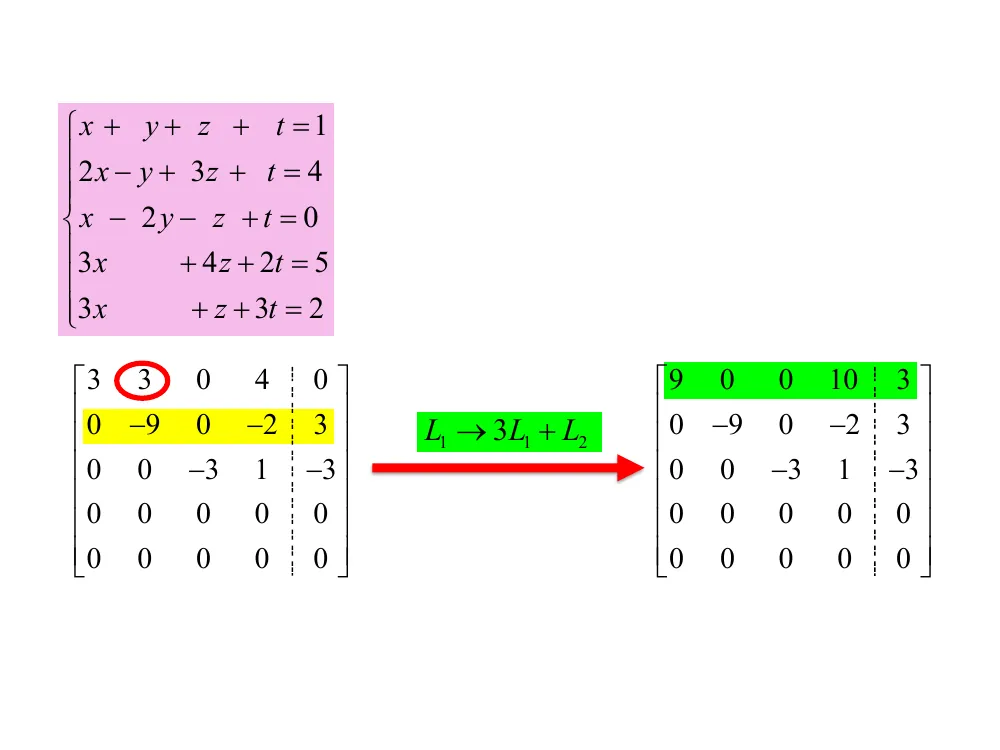 x + y + z + t = 1
2x − y + 3z + t = 4
x − 2y − z + t = 0
3x + 4z + 2t = 5
3x + z + 3t = 2
3 3 0 4 0
0 −9 0 −2 3
0 0 −3 1 −3
0 0 0 0 0
0 0 0 0 0
L₁ → 3L₁ + L₂
9 0 0 10 3
0 −9 0 −2 3
0 0 −3 1 −3
0 0 0 0 0
0 0 0 0 0